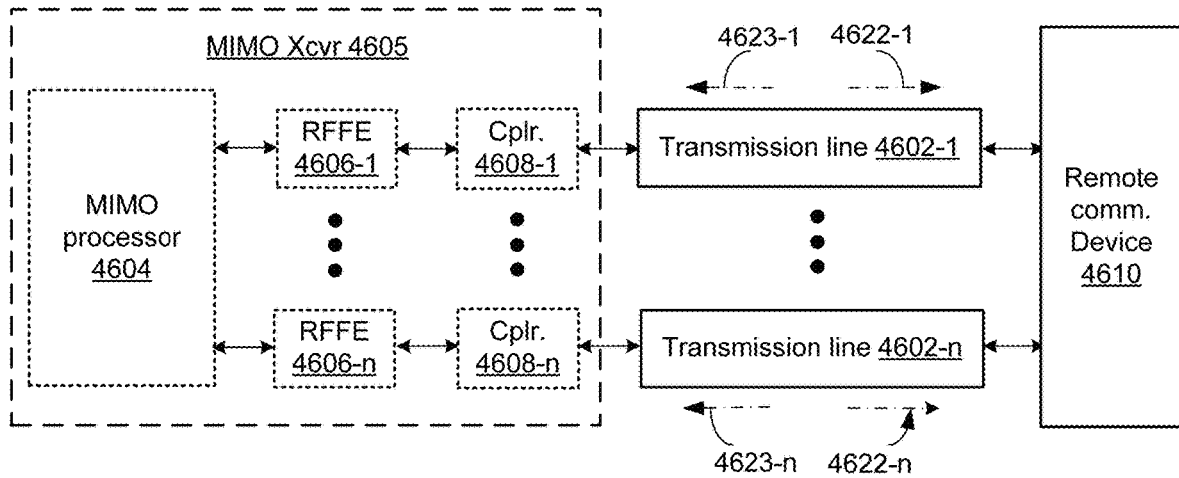 MIMO Xcvr 4605
4623-1
4622-1
MIMO
processor
4604
RFFE
4606-1
Cplr.
4608-1
Transmission line 4602-1
Remote
comm.
Device
4610
RFFE
4606-n
Cplr.
4608-n
Transmission line 4602-n
4623-n
4622-n